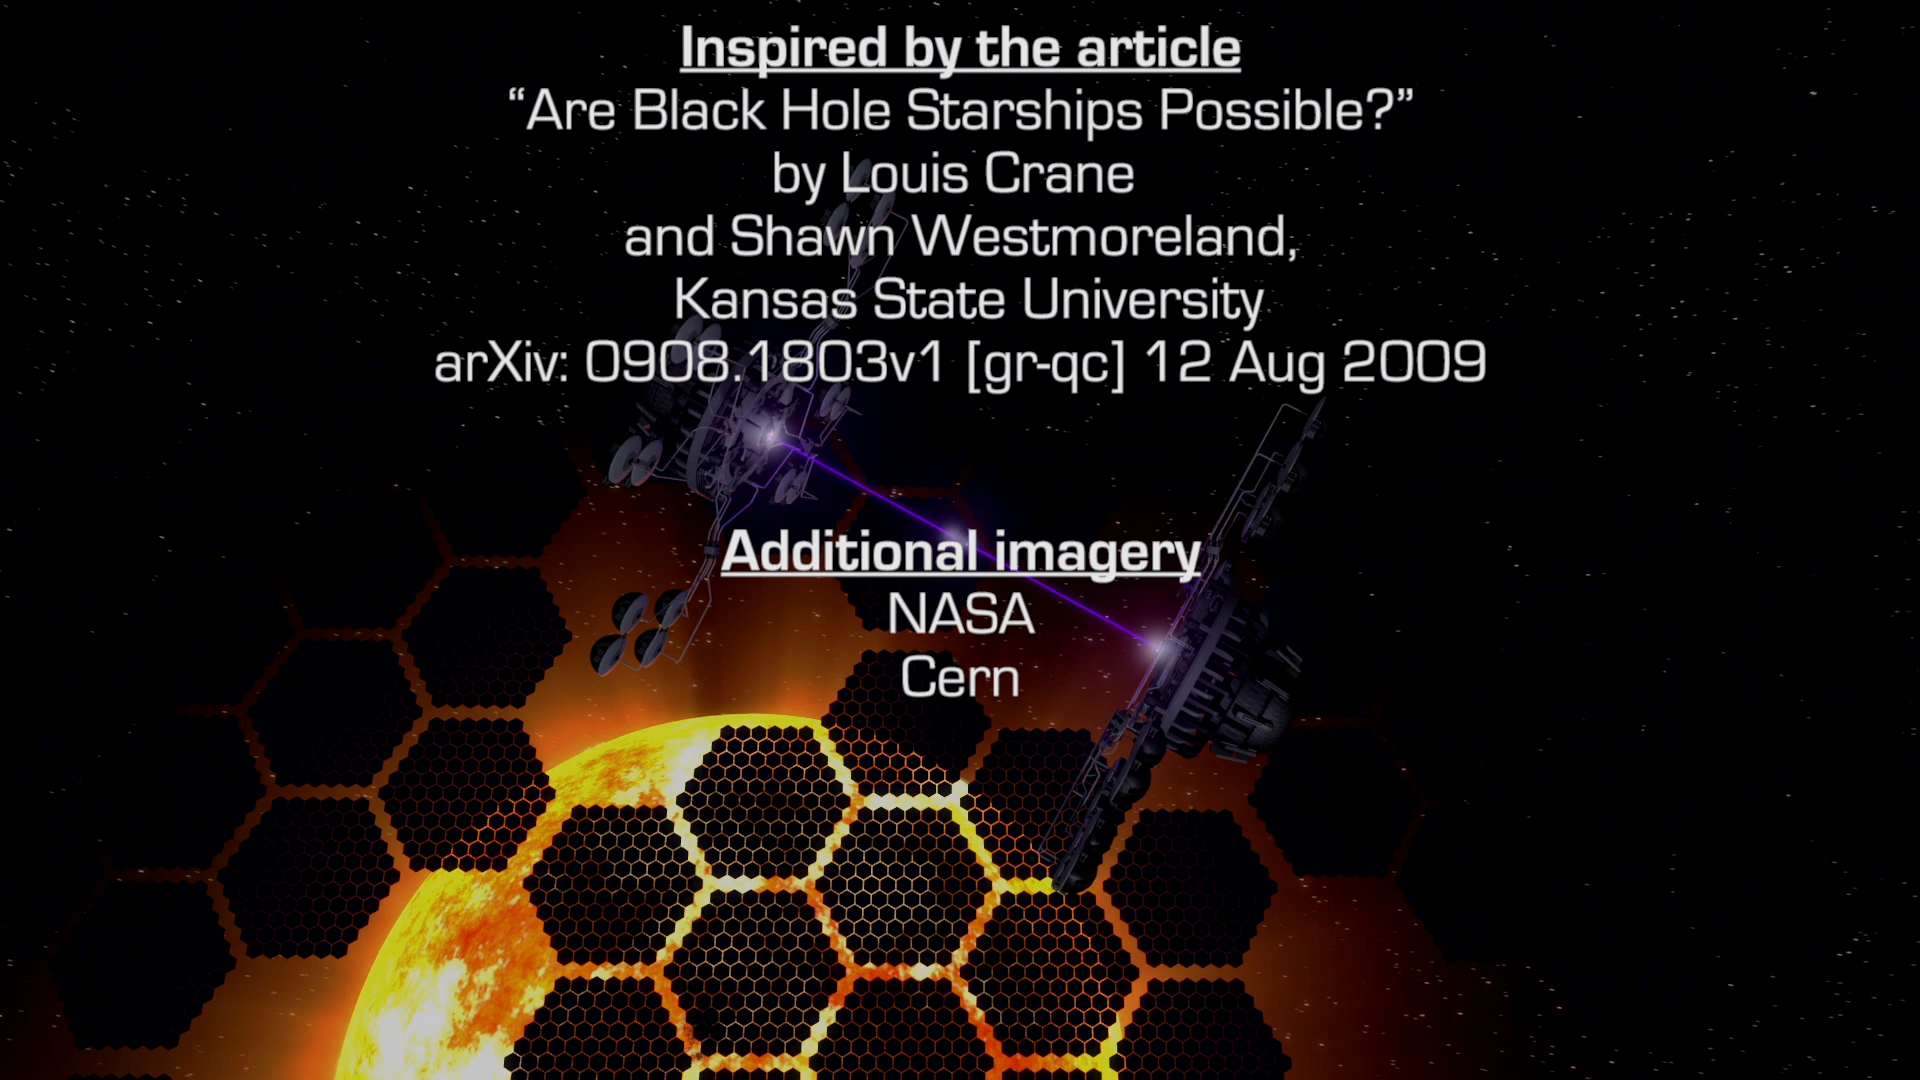 Inspired by the article
“Are Black Hole Starships Possible?”
by Louis Crane
and Shawn Westmoreland,
Kansas State University
arXiv: 0908.1803v1 [gr-qc] 12 Aug 2009
Additional imagery
NASA
Cern